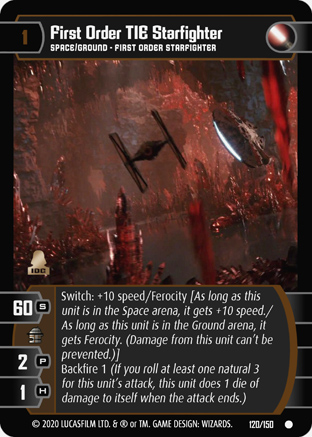 1
First Order TIE Starfighter
SPACE/GROUND · FIRST ORDER STARFIGHTER
IDC
60 S
Switch: +10 speed/Ferocity [As long as this
unit is in the Space arena, it gets +10 speed./
As long as this unit is in the Ground arena, it
gets Ferocity. (Damage from this unit can't be
prevented.)]
2 P
Backfire 1 (If you roll at least one natural 3
for this unit's attack, this unit does 1 die of
1 H
damage to itself when the attack ends.)
© 2020 LUCASFILM LTD. & ® or TM. GAME DESIGN: WIZARDS. 120/150